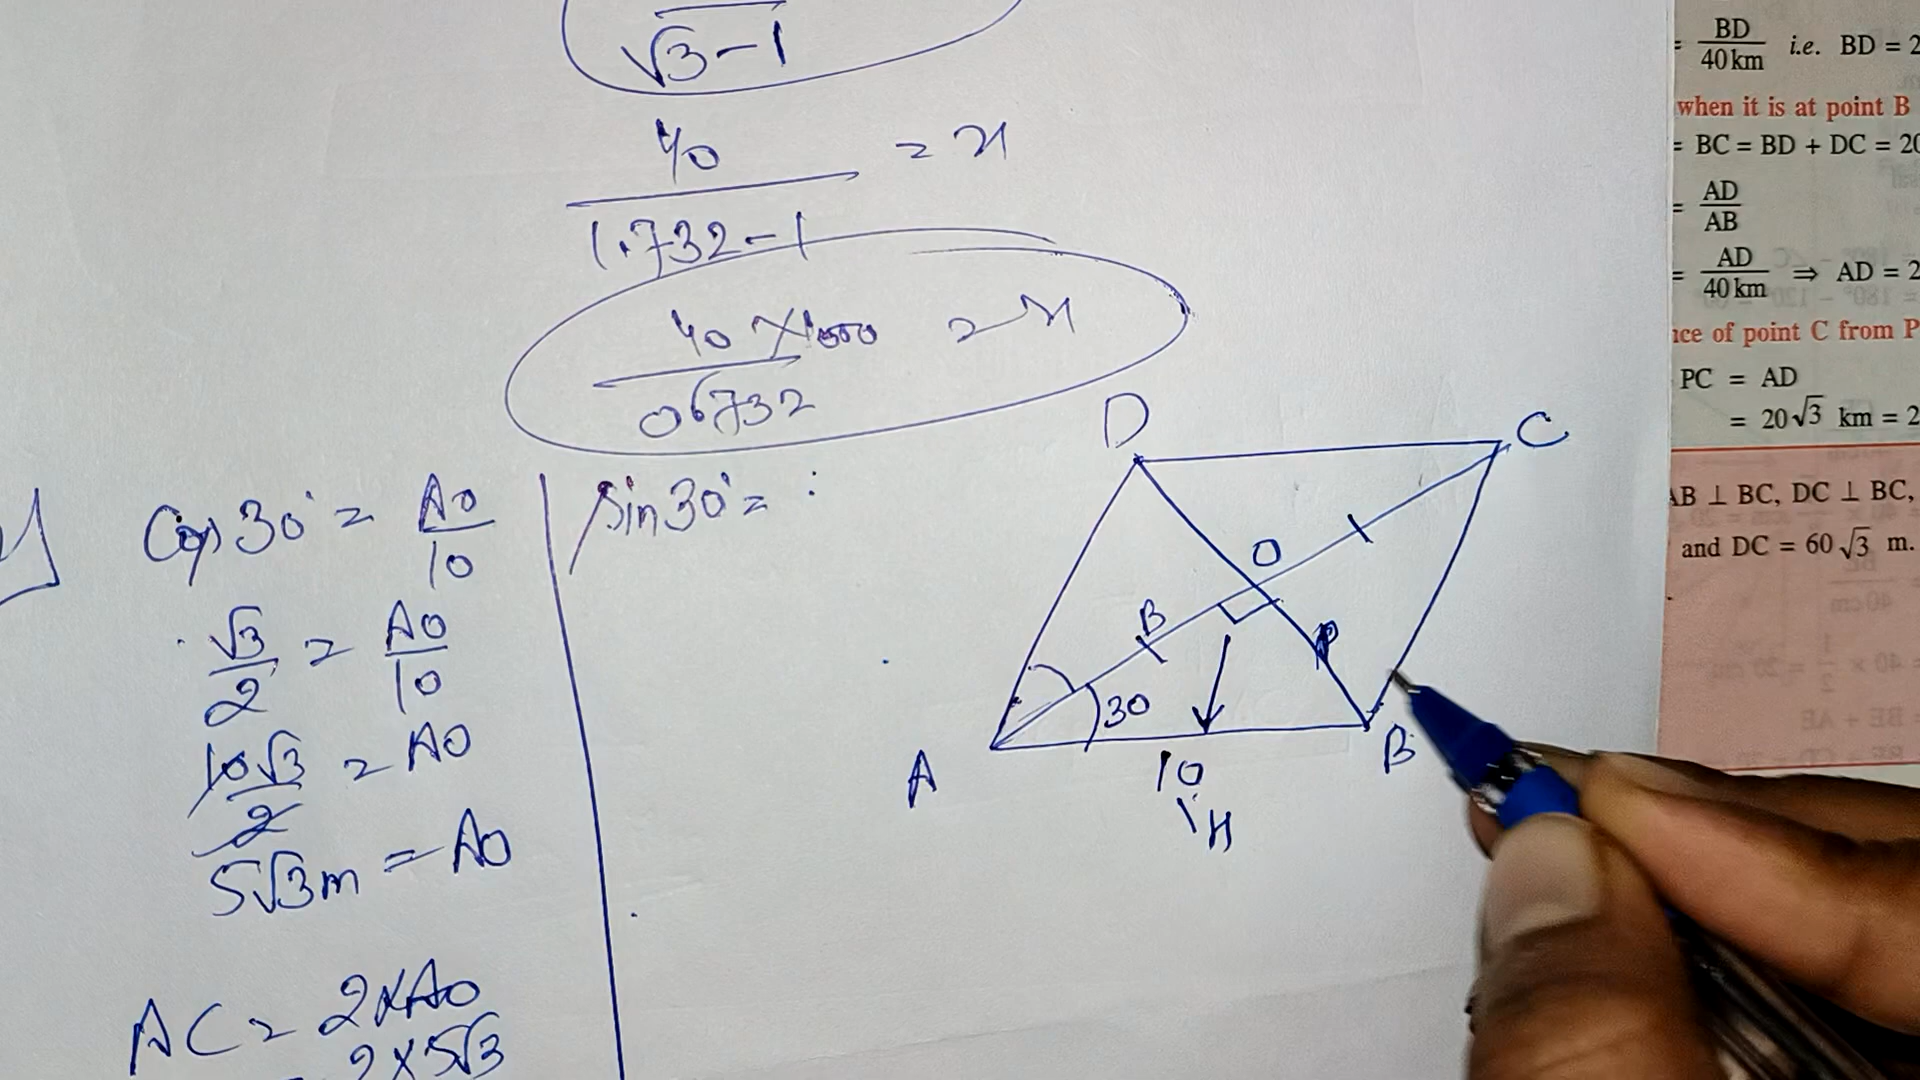 √3-1
40 = x
1.732-1
40 × 1000 = x
0.732
Cos 30° = AO
10
√3 = AO
2 10
10√3 = AO
2
5√3m = AO
AC = 2×AO
2×5√3
Sin 30° =
D
C
O
B
P
30
A
10
H
B
= BD i.e. BD = 2
40 km
when it is at point B
= BC = BD + DC = 20
= AD
AB
= AD ⇒ AD = 2
40 km
nce of point C from P
PC = AD
= 20√3 km = 2
AB ⊥ BC, DC ⊥ BC,
and DC = 60√3 m.